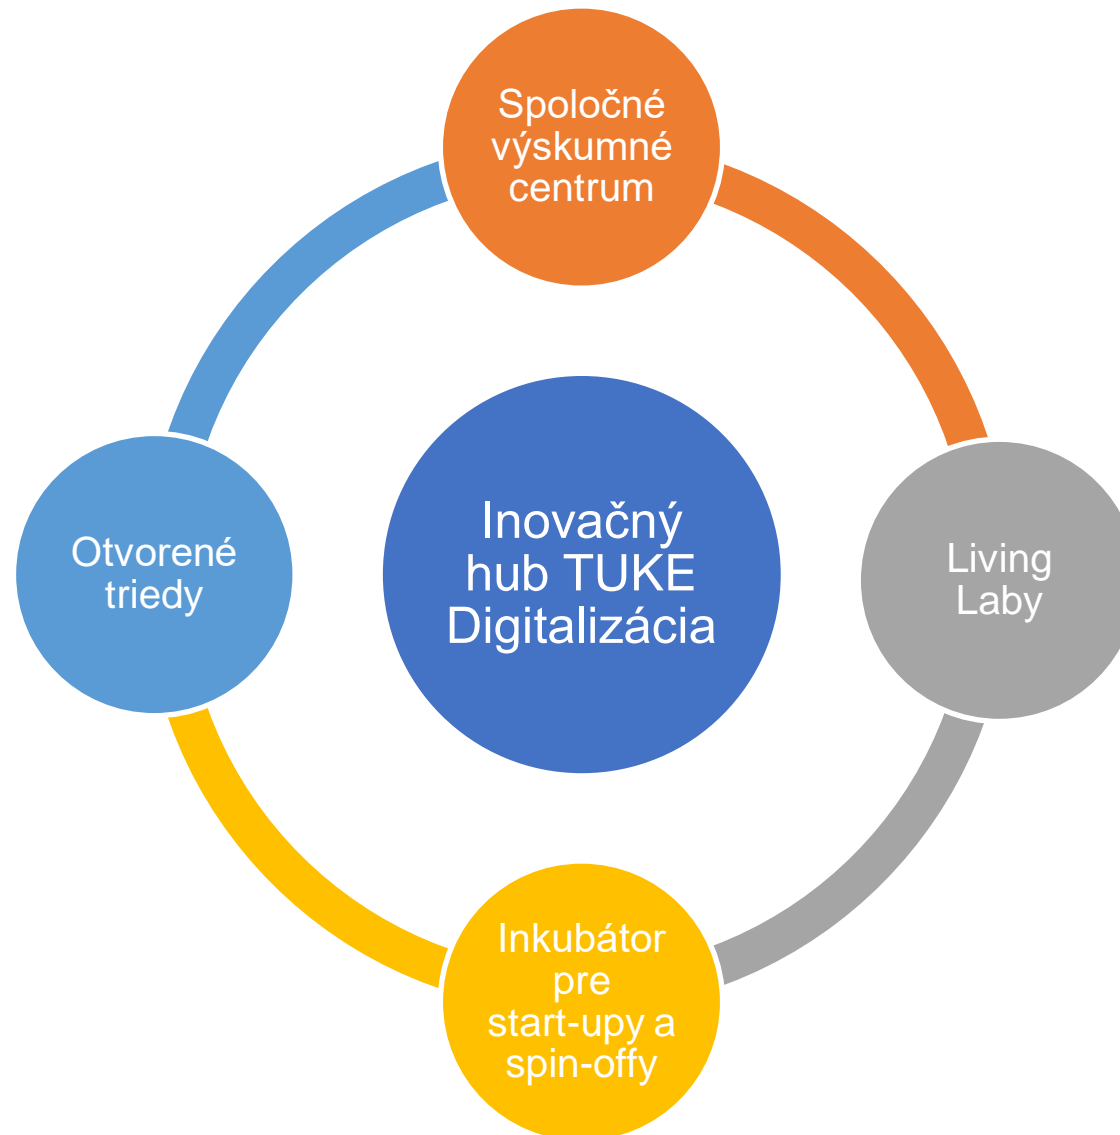 Spoločné
výskumné
centrum
Otvorené
triedy
Inovačný
hub TUKE
Digitalizácia
Living
Laby
Inkubátor
pre
start-upy a
spin-offy